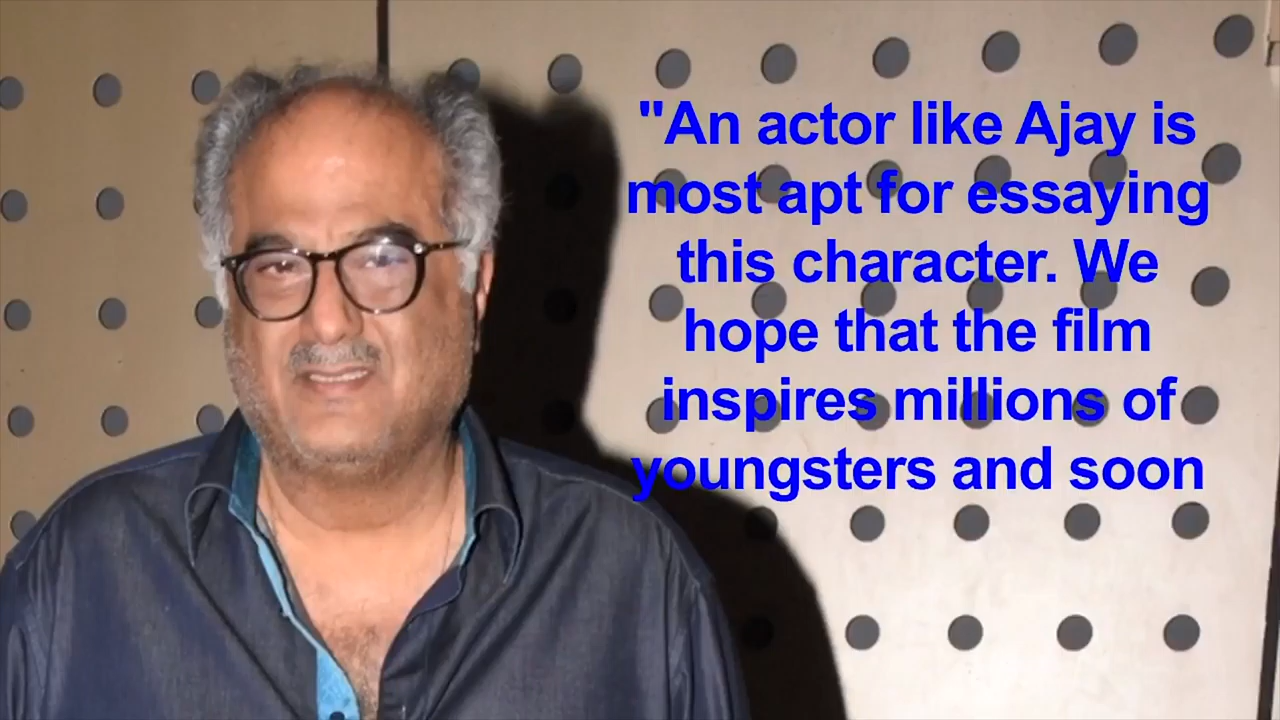 "An actor like Ajay is
most apt for essaying
this character. We
hope that the film
inspires millions of
youngsters and soon